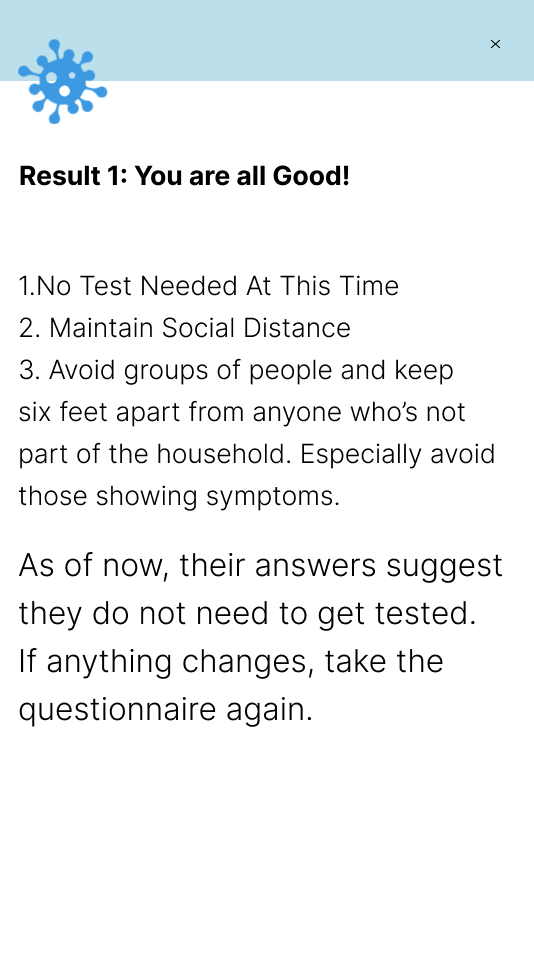 Result 1: You are all Good!
1.No Test Needed At This Time
2. Maintain Social Distance
3. Avoid groups of people and keep
six feet apart from anyone who’s not
part of the household. Especially avoid
those showing symptoms.
As of now, their answers suggest
they do not need to get tested.
If anything changes, take the
questionnaire again.